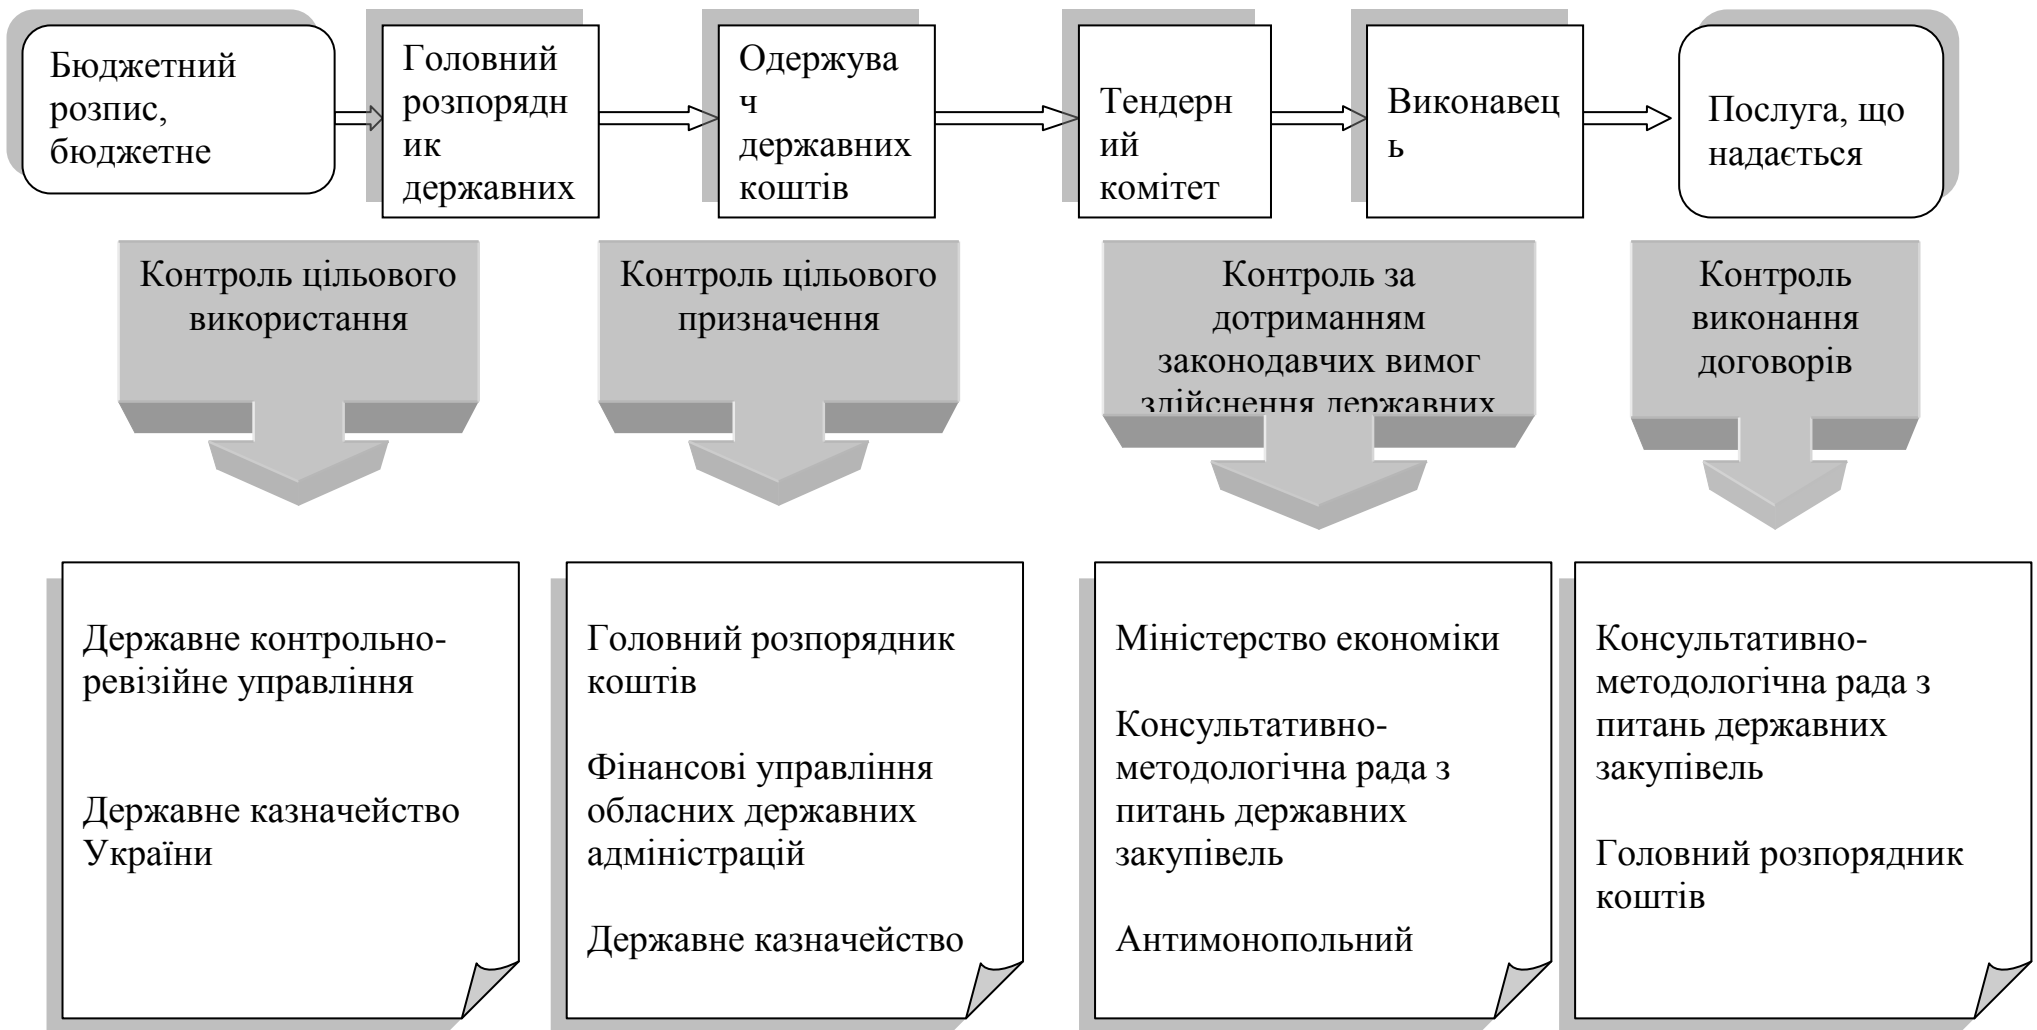 Бюджетний
розпис,
бюджетне
Головний
розпорядн
ик
державних
Одержува
ч
державних
коштів
Тендерн
ий
комітет
Виконавец
ь
Послуга, що
надається
Контроль цільового
використання
Контроль цільового
призначення
Контроль за
дотриманням
законодавчих вимог
здійснення державних
Контроль
виконання
договорів
Державне контрольно-
ревізійне управління
Державне казначейство
України
Головний розпорядник
коштів
Фінансові управління
обласних державних
адміністрацій
Державне казначейство
Міністерство економіки
Консультативно-
методологічна рада з
питань державних
закупівель
Антимонопольний
Консультативно-
методологічна рада з
питань державних
закупівель
Головний розпорядник
коштів